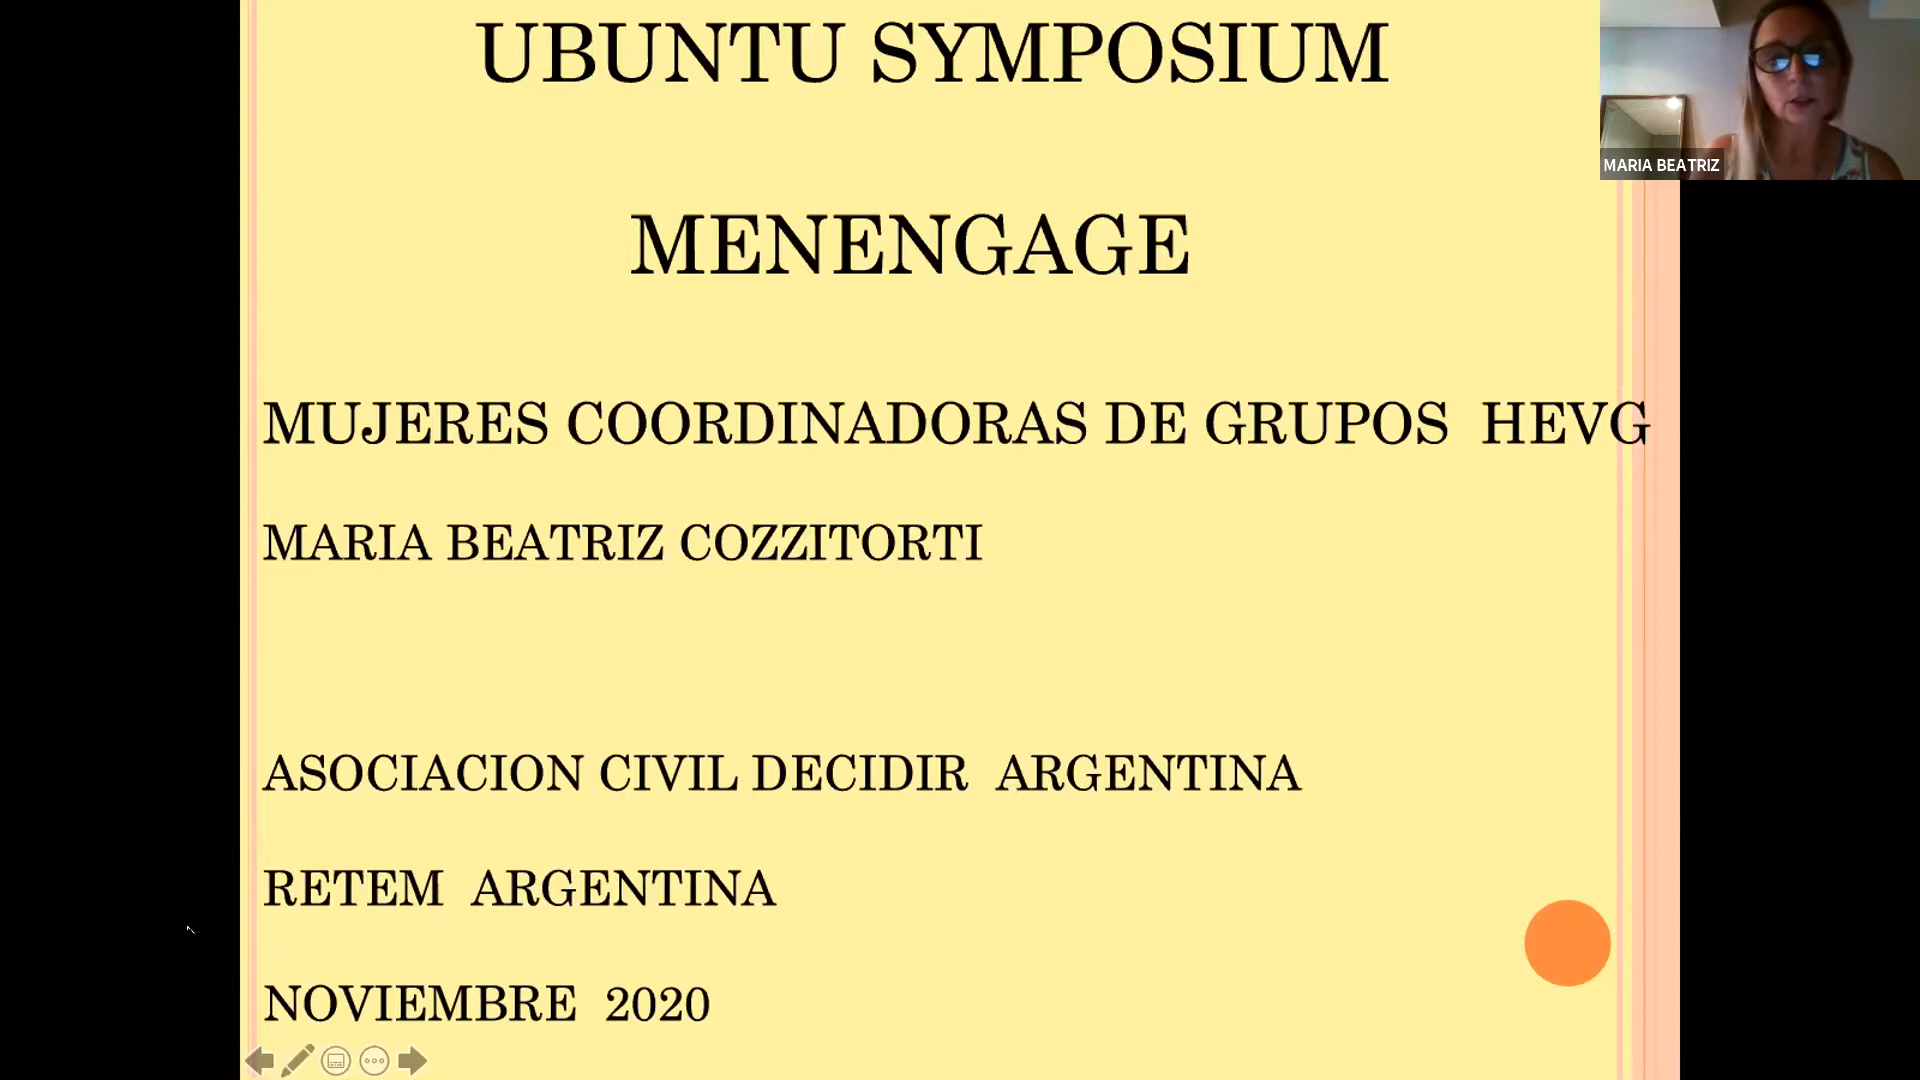 UBUNTU SYMPOSIUM
MENENGAGE
MUJERES COORDINADORAS DE GRUPOS HEVG
MARIA BEATRIZ COZZITORTI
ASOCIACION CIVIL DECIDIR ARGENTINA
RETEM ARGENTINA
NOVIEMBRE 2020
MARIA BEATRIZ